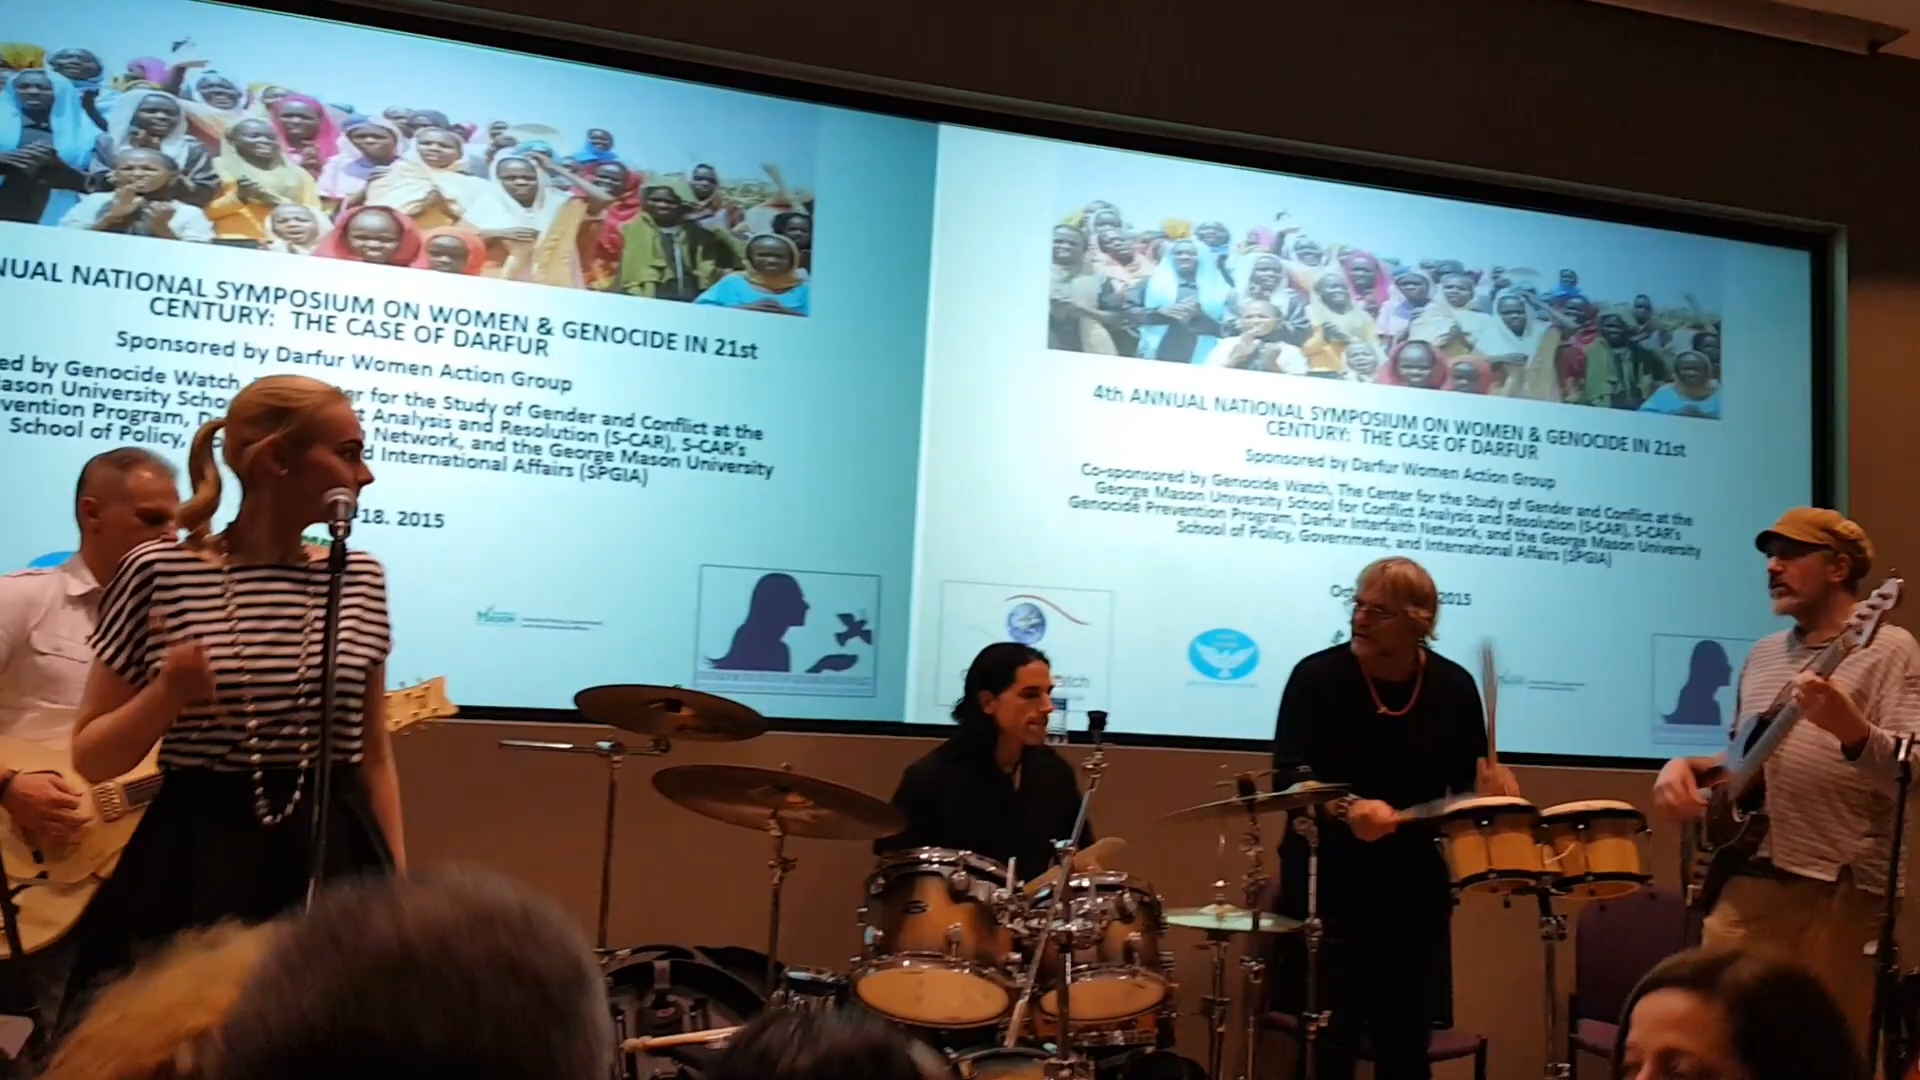 NUAL NATIONAL SYMPOSIUM ON WOMEN & GENOCIDE IN 21st
CENTURY: THE CASE OF DARFUR
Sponsored by Darfur Women Action Group
ed by Genocide Watch, er for the Study of Gender and Conflict at the
ason University Schoo t Analysis and Resolution (S-CAR), S-CAR's
vention Program, D Network, and the George Mason University
School of Policy, d International Affairs (SPGIA)
-18. 2015
MASON
4th ANNUAL NATIONAL SYMPOSIUM ON WOMEN & GENOCIDE IN 21st
CENTURY: THE CASE OF DARFUR
Sponsored by Darfur Women Action Group
Co-sponsored by Genocide Watch, The Center for the Study of Gender and Conflict at the
George Mason University School for Conflict Analysis and Resolution (S-CAR), S-CAR's
Genocide Prevention Program, Darfur Interfaith Network, and the George Mason University
School of Policy, Government, and International Affairs (SPGIA)
Oct 2015